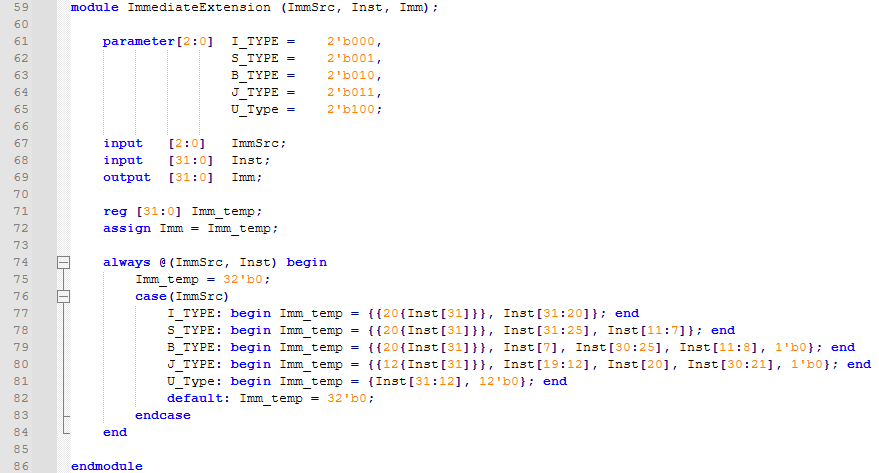 59 module ImmediateExtension (ImmSrc, Inst, Imm);
60
61 parameter[2:0] I_TYPE = 2'b000,
62 S_TYPE = 2'b001,
63 B_TYPE = 2'b010,
64 J_TYPE = 2'b011,
65 U_Type = 2'b100;
66
67 input [2:0] ImmSrc;
68 input [31:0] Inst;
69 output [31:0] Imm;
70
71 reg [31:0] Imm_temp;
72 assign Imm = Imm_temp;
73
74 always @(ImmSrc, Inst) begin
75 Imm_temp = 32'b0;
76 case(ImmSrc)
77 I_TYPE: begin Imm_temp = {{20{Inst[31]}}, Inst[31:20]}; end
78 S_TYPE: begin Imm_temp = {{20{Inst[31]}}, Inst[31:25], Inst[11:7]}; end
79 B_TYPE: begin Imm_temp = {{20{Inst[31]}}, Inst[7], Inst[30:25], Inst[11:8], 1'b0}; end
80 J_TYPE: begin Imm_temp = {{12{Inst[31]}}, Inst[19:12], Inst[20], Inst[30:21], 1'b0}; end
81 U_Type: begin Imm_temp = {Inst[31:12], 12'b0}; end
82 default: Imm_temp = 32'b0;
83 endcase
84 end
85
86 endmodule